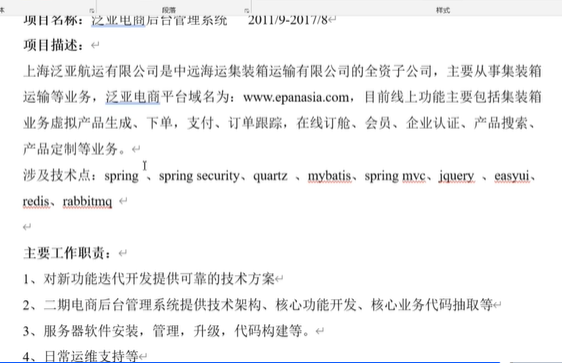 段落
样式
项目名称：泛亚电商后台管理系统 2011/9-2017/8
项目描述：
上海泛亚航运有限公司是中远海运集装箱运输有限公司的全资子公司，主要从事集装箱
运输等业务，泛亚电商平台域名为：www.epanasia.com，目前线上功能主要包括集装箱
业务虚拟产品生成、下单，支付、订单跟踪，在线订舱、会员、企业认证、产品搜索、
产品定制等业务。
涉及技术点：spring 、spring security、quartz 、mybatis、spring mvc、jquery 、easyui、
redis、rabbitmq
主要工作职责：
1、对新功能迭代开发提供可靠的技术方案
2、二期电商后台管理系统提供技术架构、核心功能开发、核心业务代码抽取等
3、服务器软件安装，管理，升级，代码构建等。
4、日常运维支持等